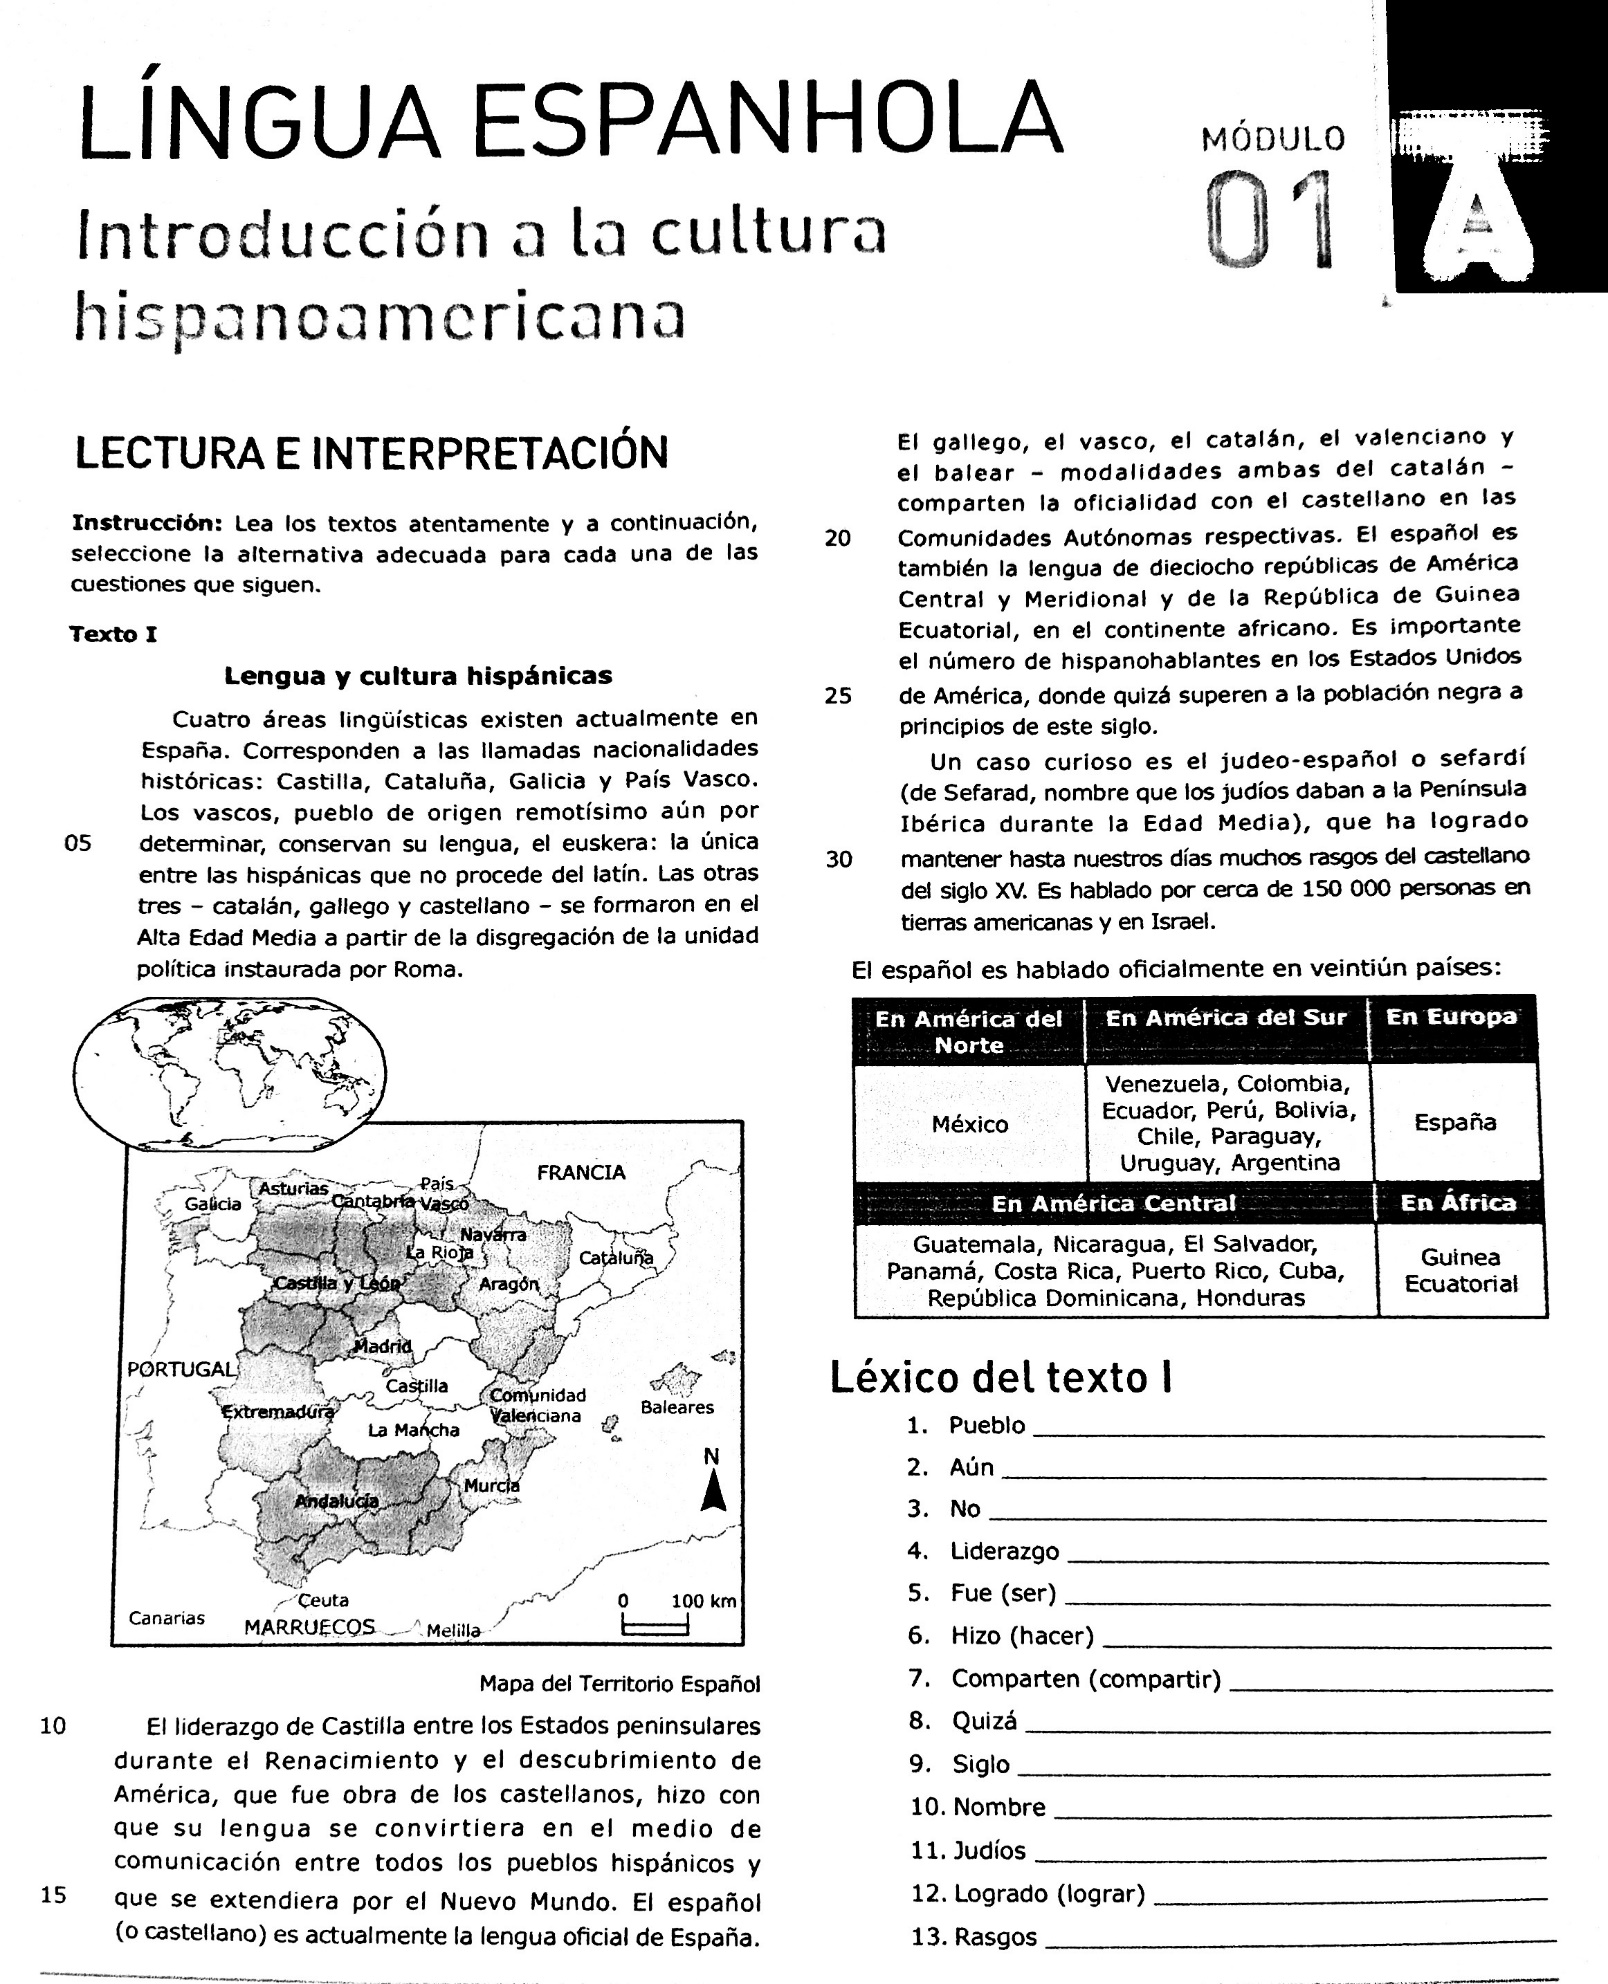 LÍNGUA ESPANHOLA
MÓDULO
01
A
Introducción a la cultura
hispanoamericana
LECTURA E INTERPRETACIÓN
Instrucción: Lea los textos atentamente y a continuación,
seleccione la alternativa adecuada para cada una de las
cuestiones que siguen.
Texto I
Lengua y cultura hispánicas
Cuatro áreas lingüísticas existen actualmente en
España. Corresponden a las llamadas nacionalidades
históricas: Castilla, Cataluña, Galicia y País Vasco.
Los vascos, pueblo de origen remotísimo aún por
05 determinar, conservan su lengua, el euskera: la única
entre las hispánicas que no procede del latín. Las otras
tres – catalán, gallego y castellano – se formaron en el
Alta Edad Media a partir de la disgregación de la unidad
política instaurada por Roma.
FRANCIA
Galicia
Asturias
Cantabria
País
Vasco
Navarra
La Rioja
Cataluña
Castilla y León
Aragón
Madrid
PORTUGAL
Castilla
La Mancha
Comunidad
Valenciana
Baleares
Extremadura
N
Murcia
Andalucía
Ceuta
Canarias
MARRUECOS
Melilla
0 100 km
Mapa del Territorio Español
10 El liderazgo de Castilla entre los Estados peninsulares
durante el Renacimiento y el descubrimiento de
América, que fue obra de los castellanos, hizo con
que su lengua se convirtiera en el medio de
comunicación entre todos los pueblos hispánicos y
15 que se extendiera por el Nuevo Mundo. El español
(o castellano) es actualmente la lengua oficial de España.
El gallego, el vasco, el catalán, el valenciano y
el balear – modalidades ambas del catalán –
comparten la oficialidad con el castellano en las
20 Comunidades Autónomas respectivas. El español es
también la lengua de dieciocho repúblicas de América
Central y Meridional y de la República de Guinea
Ecuatorial, en el continente africano. Es importante
el número de hispanohablantes en los Estados Unidos
25 de América, donde quizá superen a la población negra a
principios de este siglo.
Un caso curioso es el judeo-español o sefardí
(de Sefarad, nombre que los judíos daban a la Península
Ibérica durante la Edad Media), que ha logrado
30 mantener hasta nuestros días muchos rasgos del castellano
del siglo XV. Es hablado por cerca de 150 000 personas en
tierras americanas y en Israel.
El español es hablado oficialmente en veintiún países:
En América del
Norte
En América del Sur
En Europa
México
Venezuela, Colombia,
Ecuador, Perú, Bolivia,
Chile, Paraguay,
Uruguay, Argentina
España
En América Central
En África
Guatemala, Nicaragua, El Salvador,
Panamá, Costa Rica, Puerto Rico, Cuba,
República Dominicana, Honduras
Guinea
Ecuatorial
Léxico del texto I
1. Pueblo
2. Aún
3. No
4. Liderazgo
5. Fue (ser)
6. Hizo (hacer)
7. Comparten (compartir)
8. Quizá
9. Siglo
10. Nombre
11. Judíos
12. Logrado (lograr)
13. Rasgos